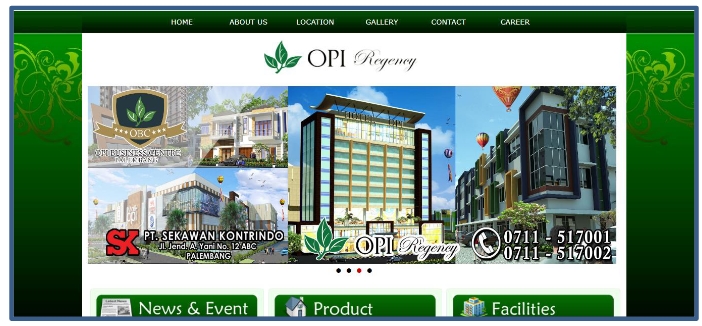 HOME ABOUT US LOCATION GALLERY CONTACT CAREER
OPI Regency
OBC
OPI BUSINESS CENTRE
PALEMBANG
SK PT. SEKAWAN KONTRINDO
Jl. Jend. A. Yani No. 12 ABC
PALEMBANG
OPI Regency
0711 - 517001
0711 - 517002
News & Event Product Facilities